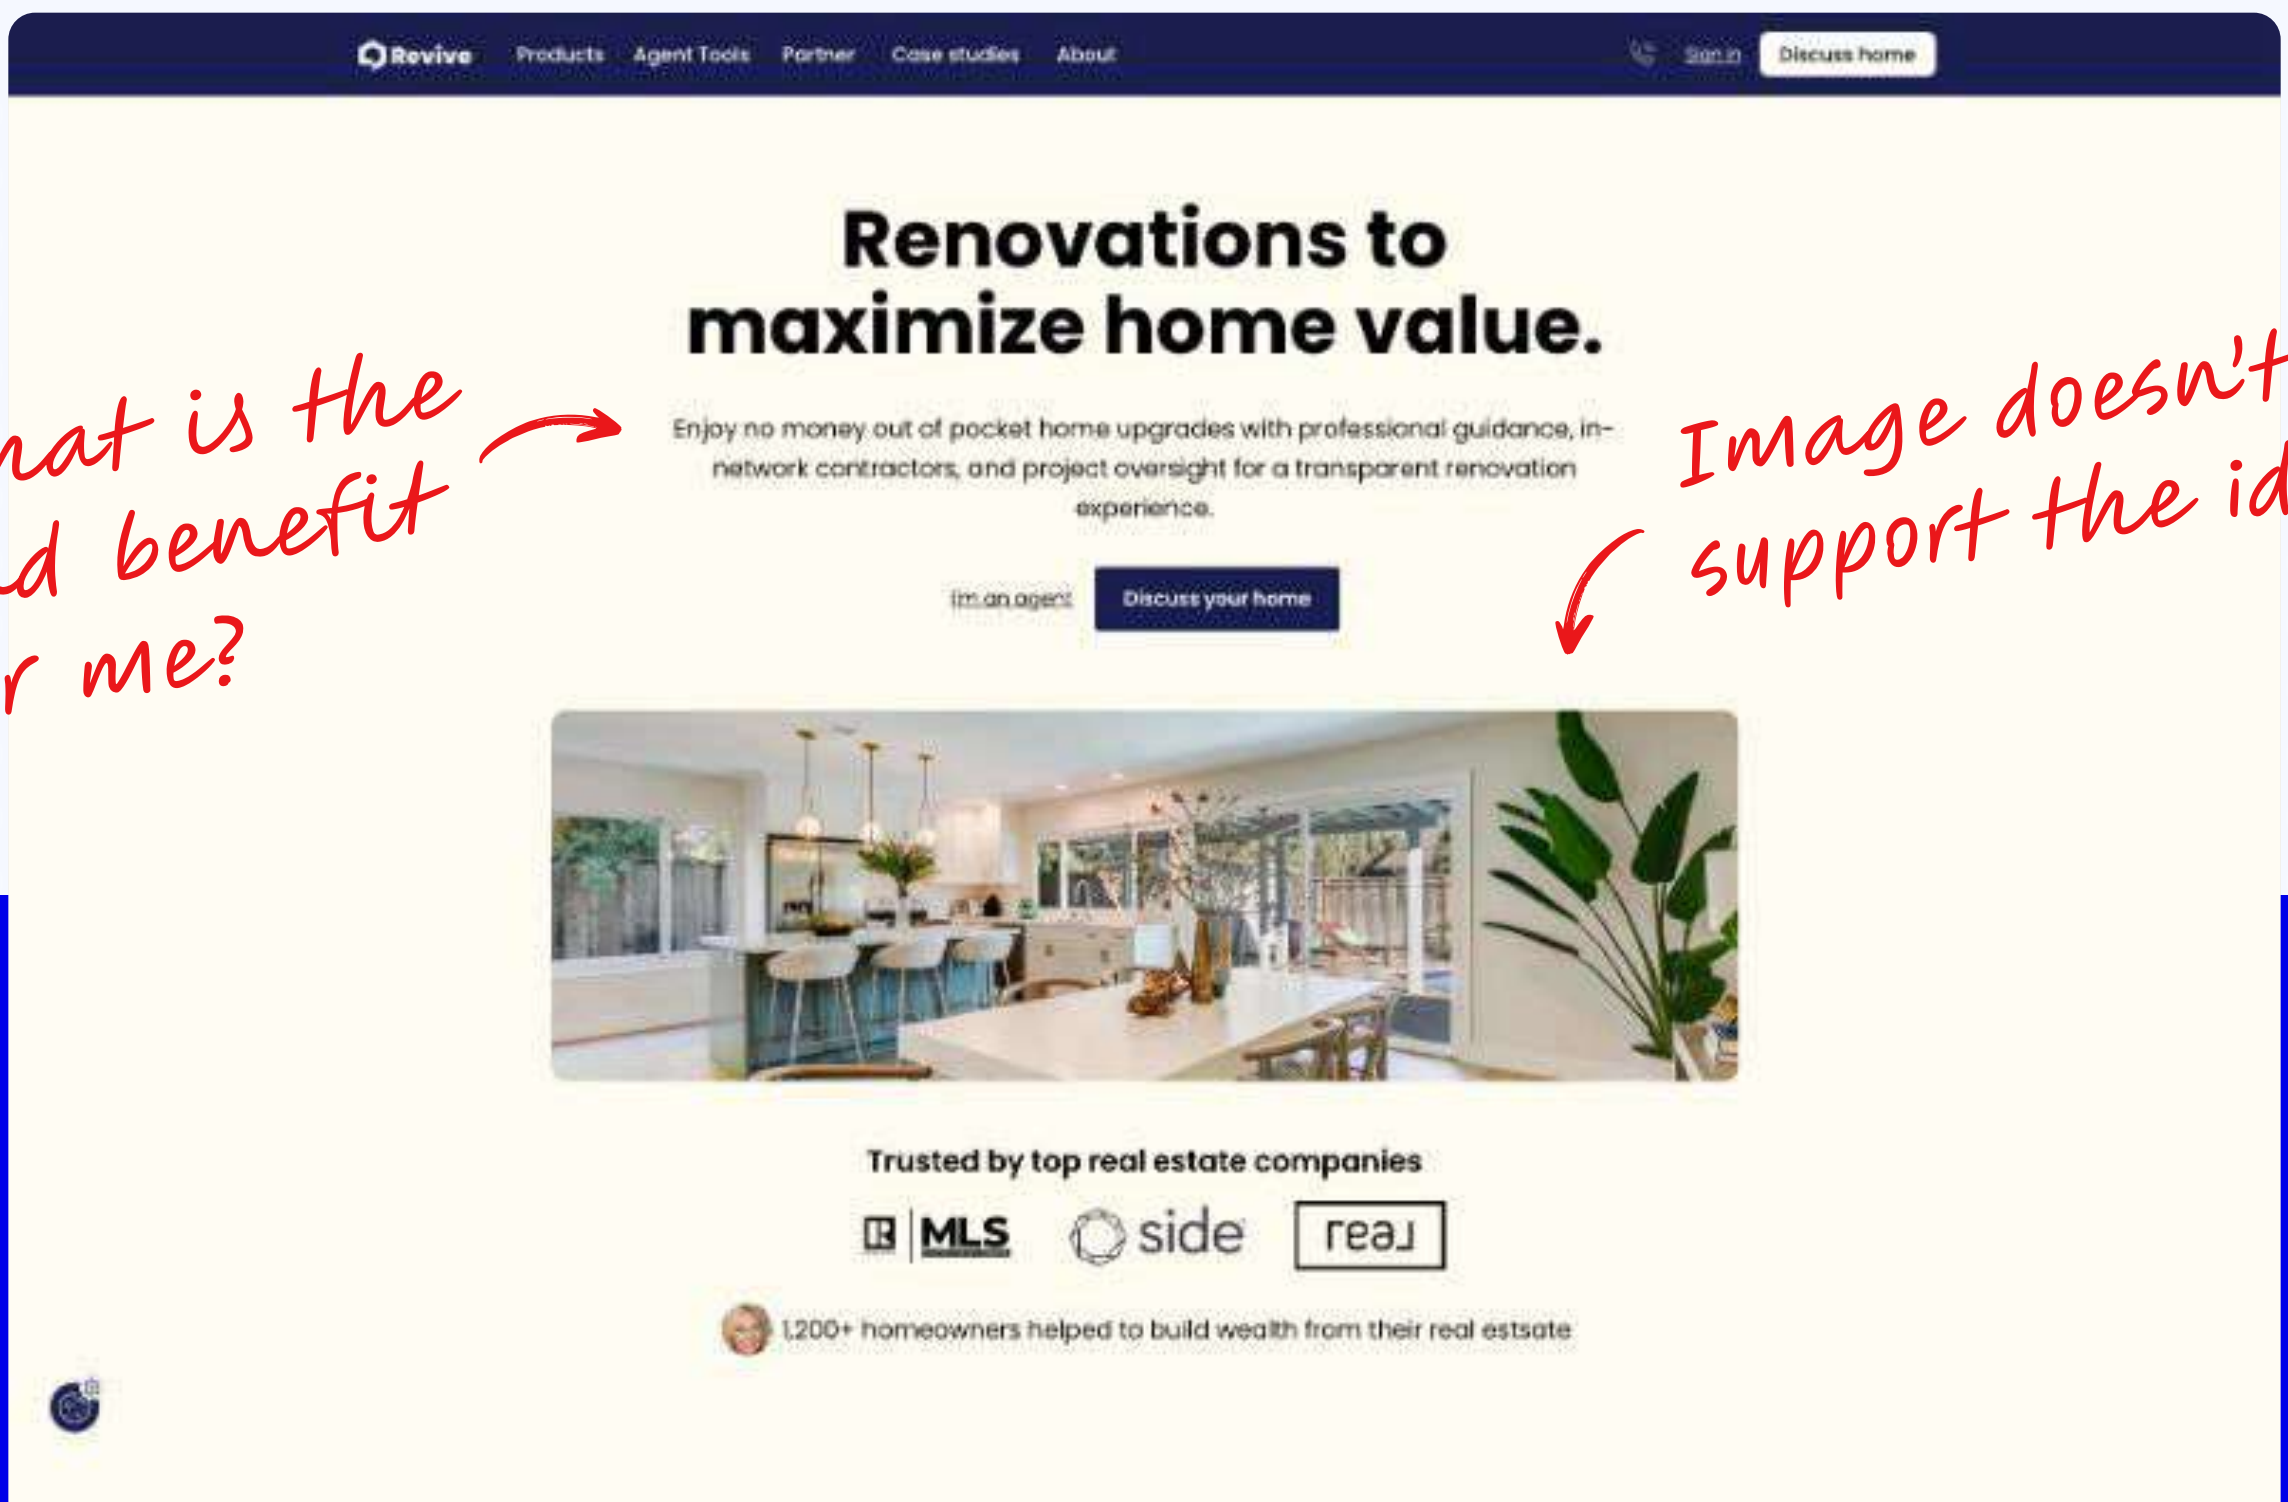 Revive Products Agent Tools Partner Case studies About Sign in Discuss home
Renovations to
maximize home value.
Enjoy no money out of pocket home upgrades with professional guidance, in-
network contractors, and project oversight for a transparent renovation
experience.
I'm an agent Discuss your home
is the
benefit
me?
Image doesn't
support the
Trusted by top real estate companies
R MLS side real
1,200+ homeowners helped to build wealth from their real estsate